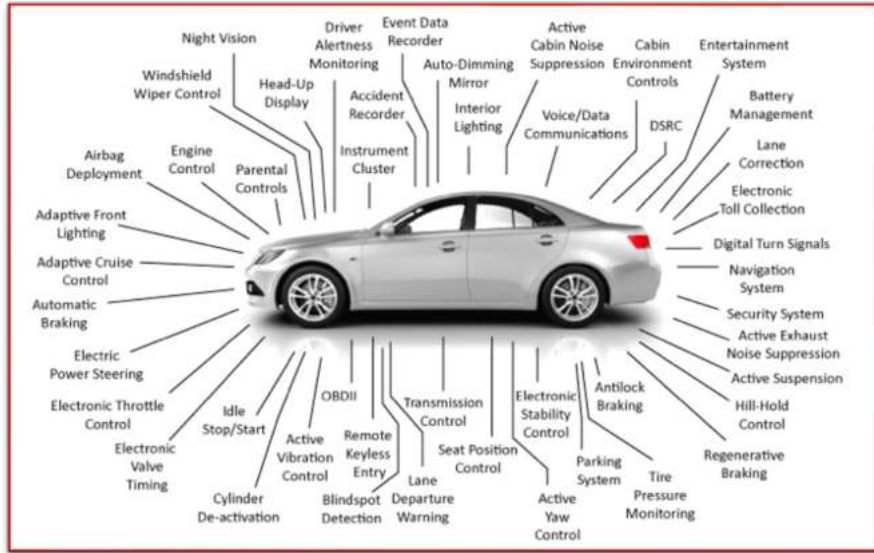 Night Vision
Driver
Alertness
Monitoring
Event Data
Recorder
Active
Cabin Noise
Suppression
Cabin
Environment
Controls
Entertainment
System
Windshield
Wiper Control
Head-Up
Display
Accident
Recorder
Auto-Dimming
Mirror
Interior
Lighting
Voice/Data
Communications
DSRC
Battery
Management
Airbag
Deployment
Engine
Control
Parental
Controls
Instrument
Cluster
Lane
Correction
Electronic
Toll Collection
Adaptive Front
Lighting
Digital Turn Signals
Adaptive Cruise
Control
Navigation
System
Automatic
Braking
Security System
Electric
Power Steering
Active Exhaust
Noise Suppression
Active Suspension
Electronic Throttle
Control
Idle
Stop/Start
OBDII
Transmission
Control
Electronic
Stability
Control
Antilock
Braking
Hill-Hold
Control
Electronic
Valve
Timing
Active
Vibration
Control
Remote
Keyless
Entry
Seat Position
Control
Parking
System
Regenerative
Braking
Cylinder
De-activation
Blindspot
Detection
Lane
Departure
Warning
Active
Yaw
Control
Tire
Pressure
Monitoring